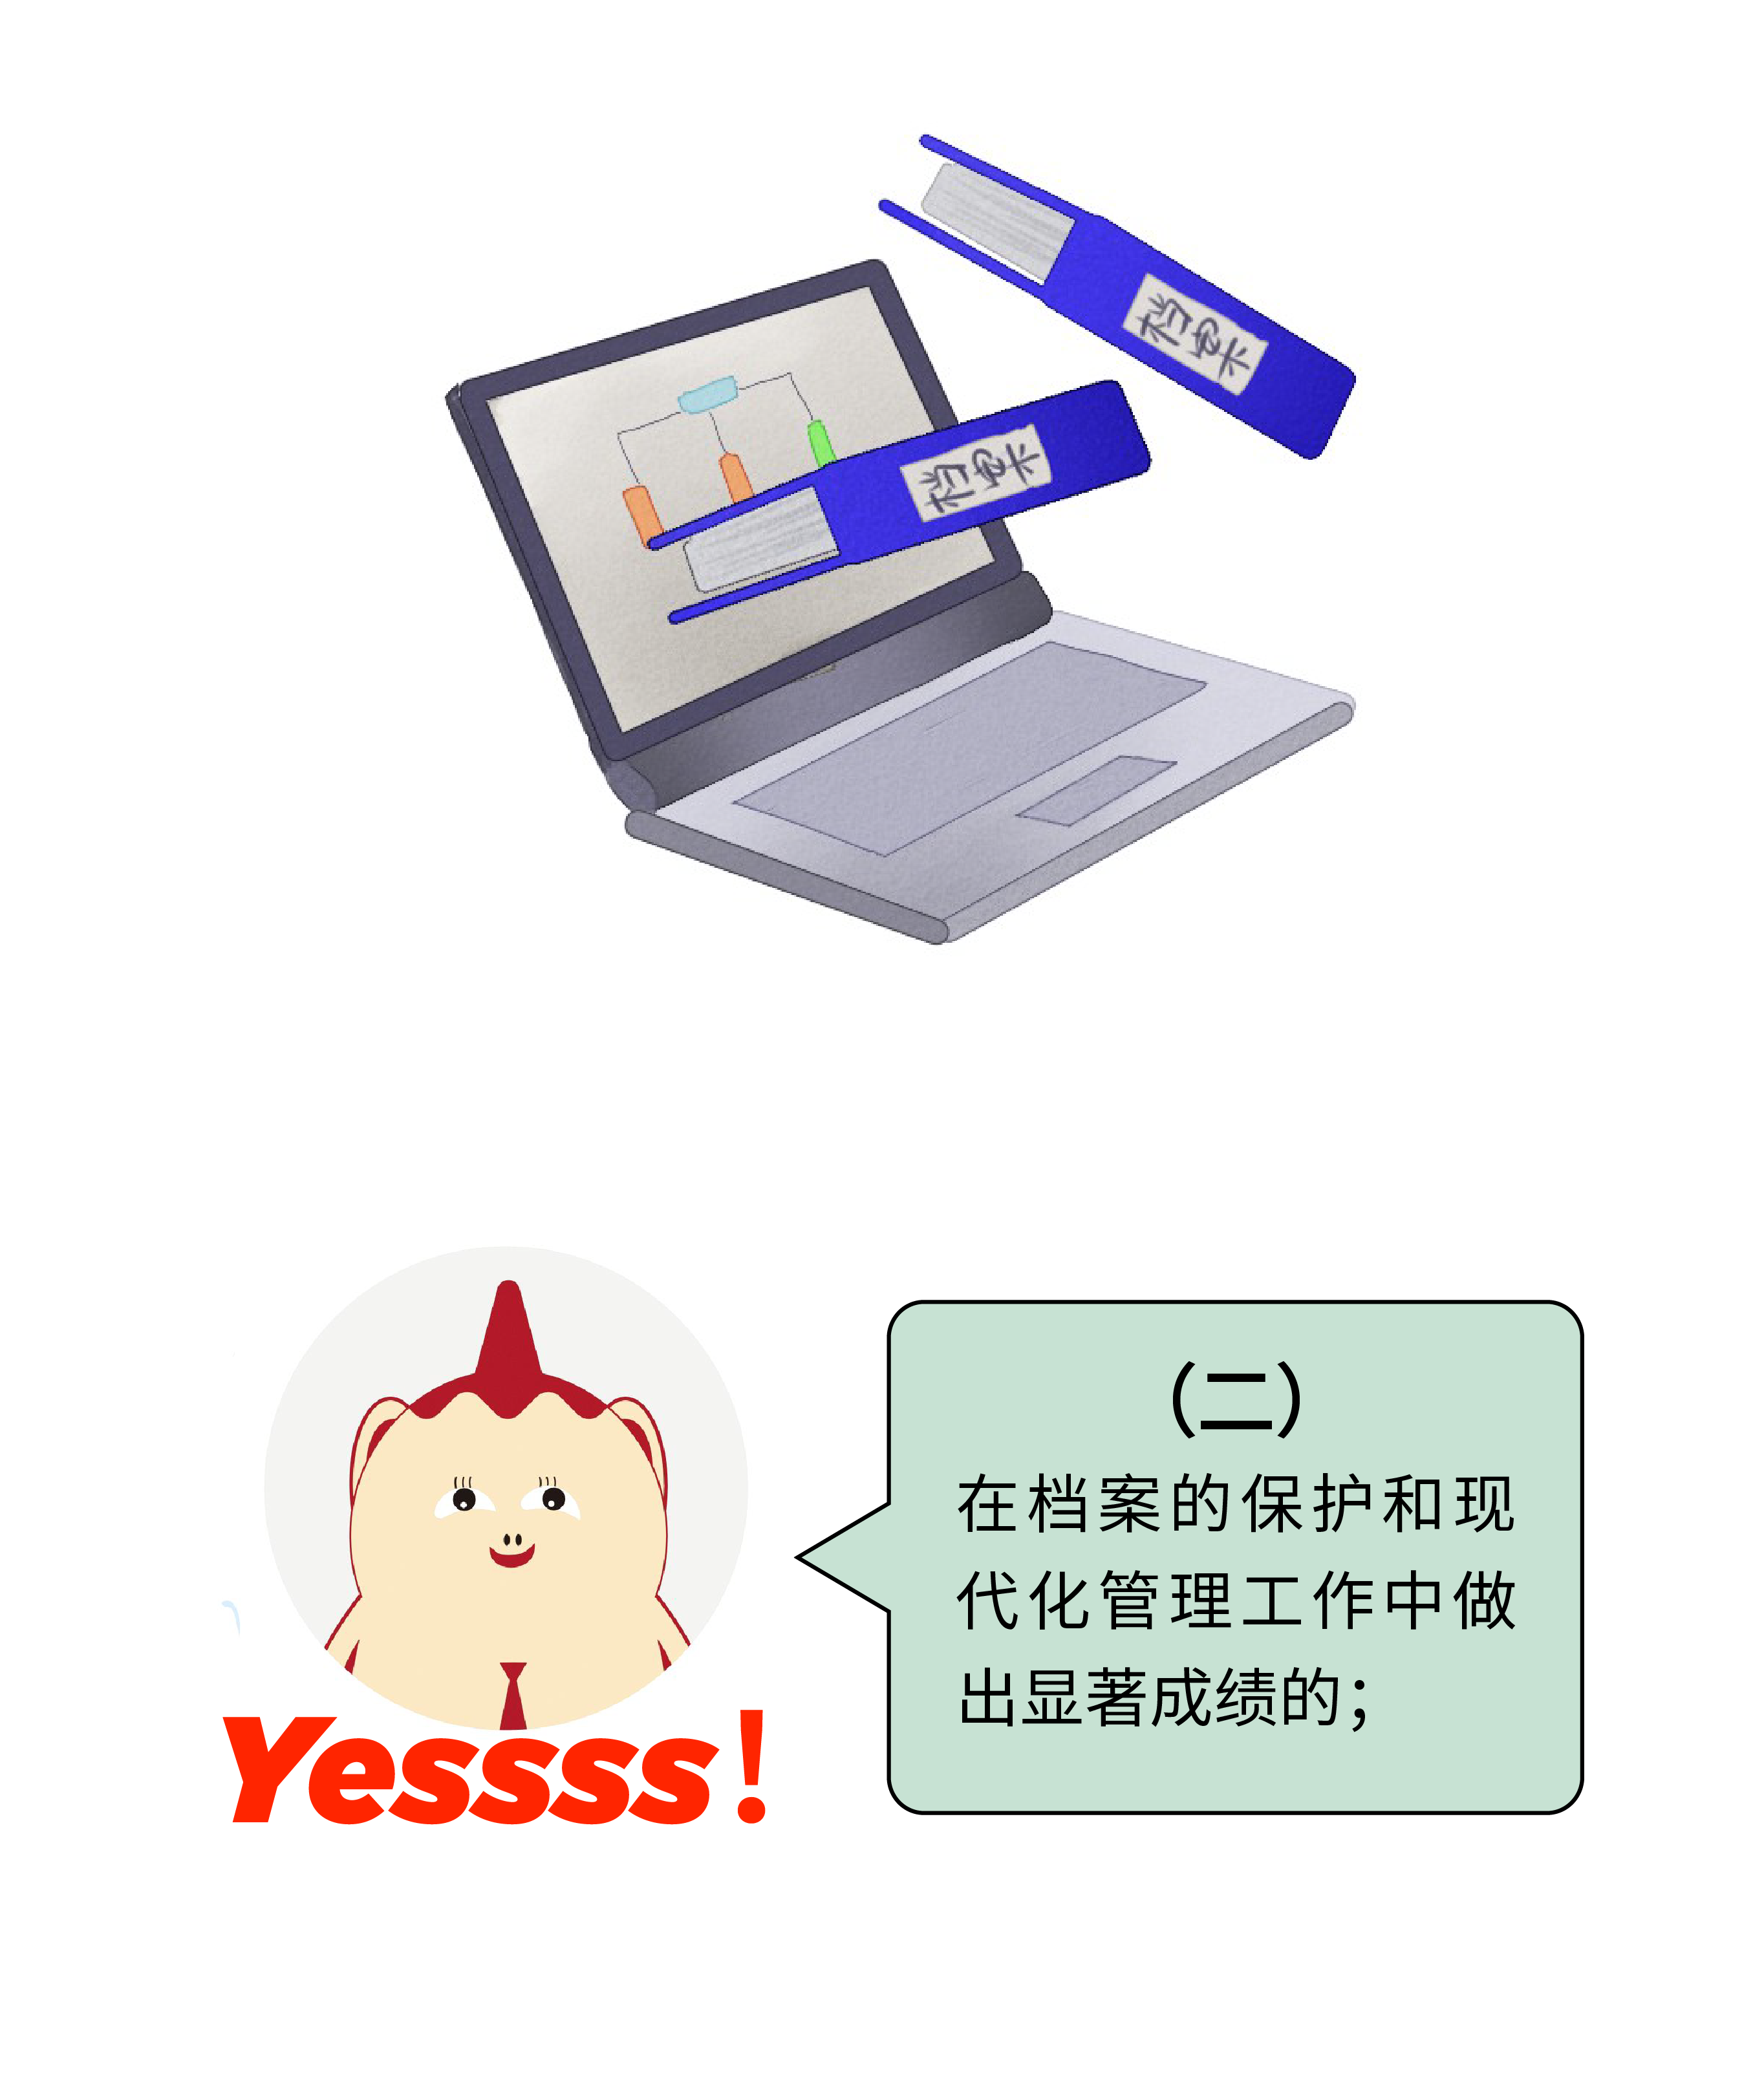 档案
档案
（二）
在档案的保护和现
代化管理工作中做
出显著成绩的；
Yessss！